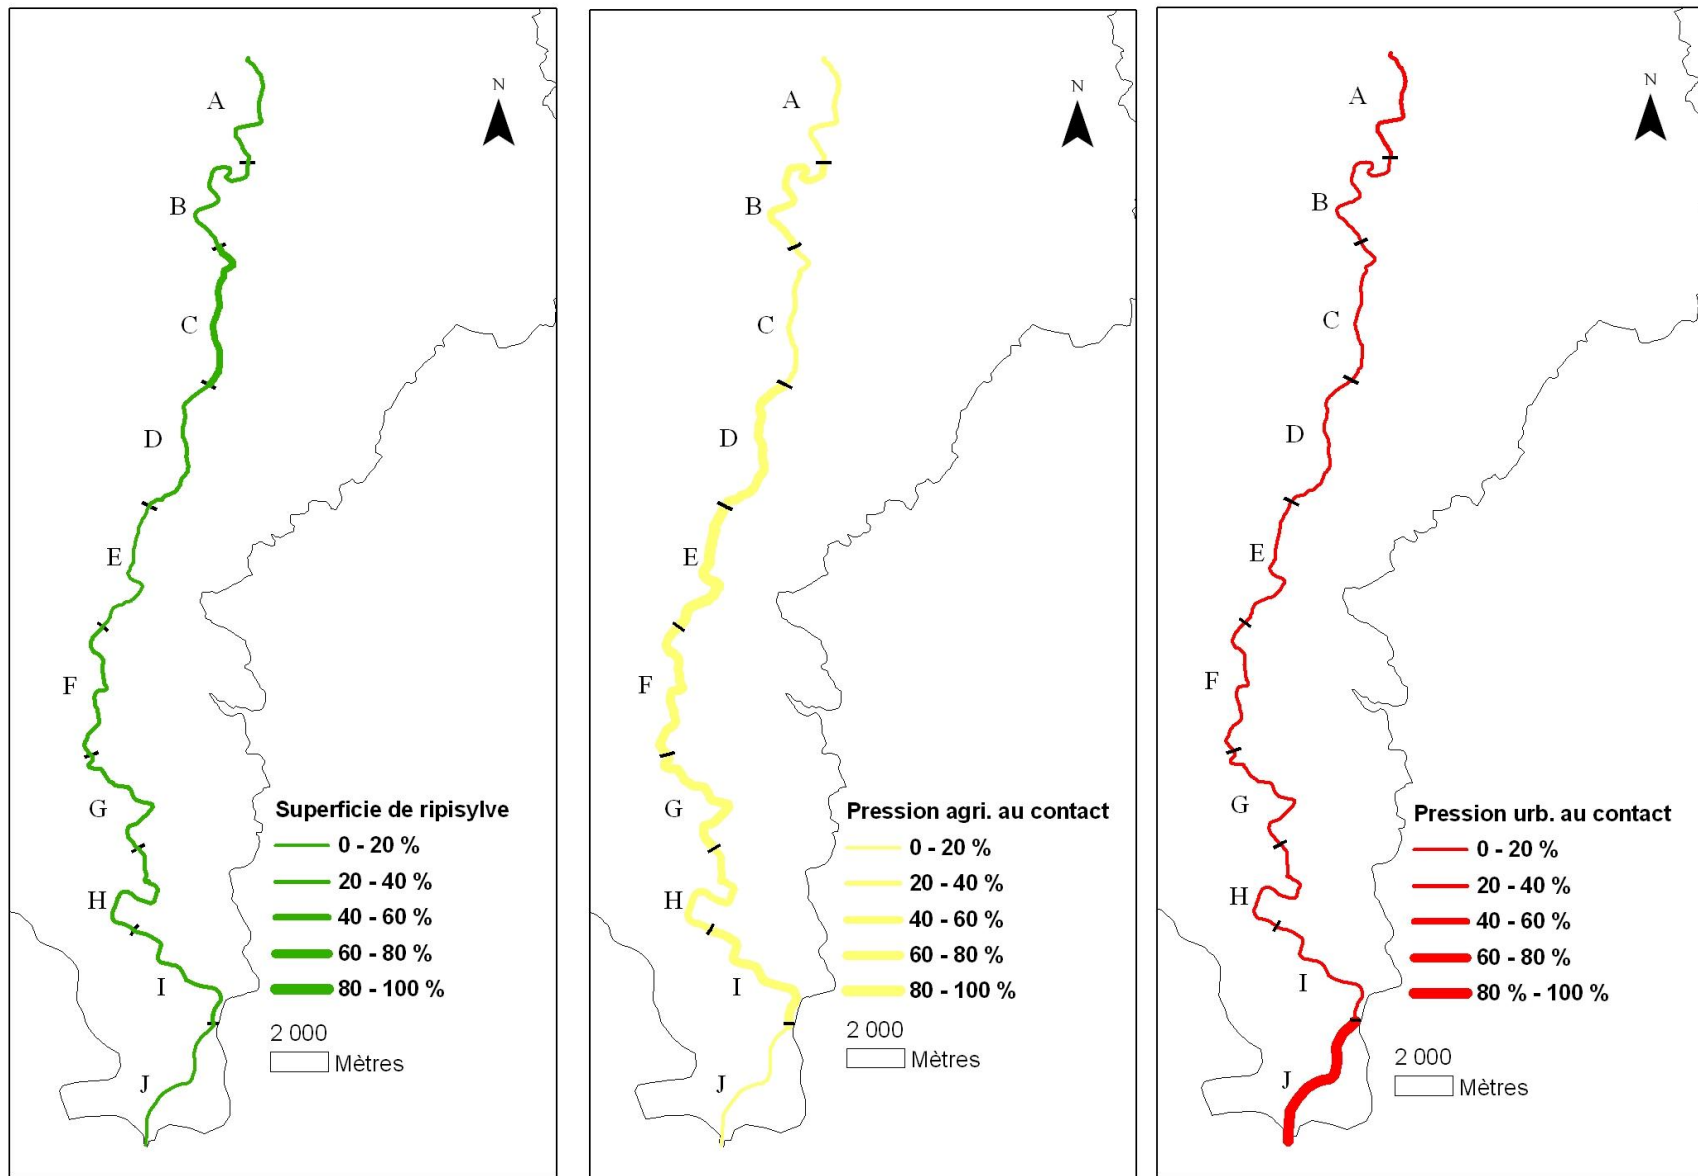 N
A
B
C
D
E
F
G
H
I
J
Superficie de ripisylve
0 - 20 %
20 - 40 %
40 - 60 %
60 - 80 %
80 - 100 %
2 000
Mètres
N
A
B
C
D
E
F
G
H
I
J
Pression agri. au contact
0 - 20 %
20 - 40 %
40 - 60 %
60 - 80 %
80 - 100 %
2 000
Mètres
N
A
B
C
D
E
F
G
H
I
J
Pression urb. au contact
0 - 20 %
20 - 40 %
40 - 60 %
60 - 80 %
80 % - 100 %
2 000
Mètres